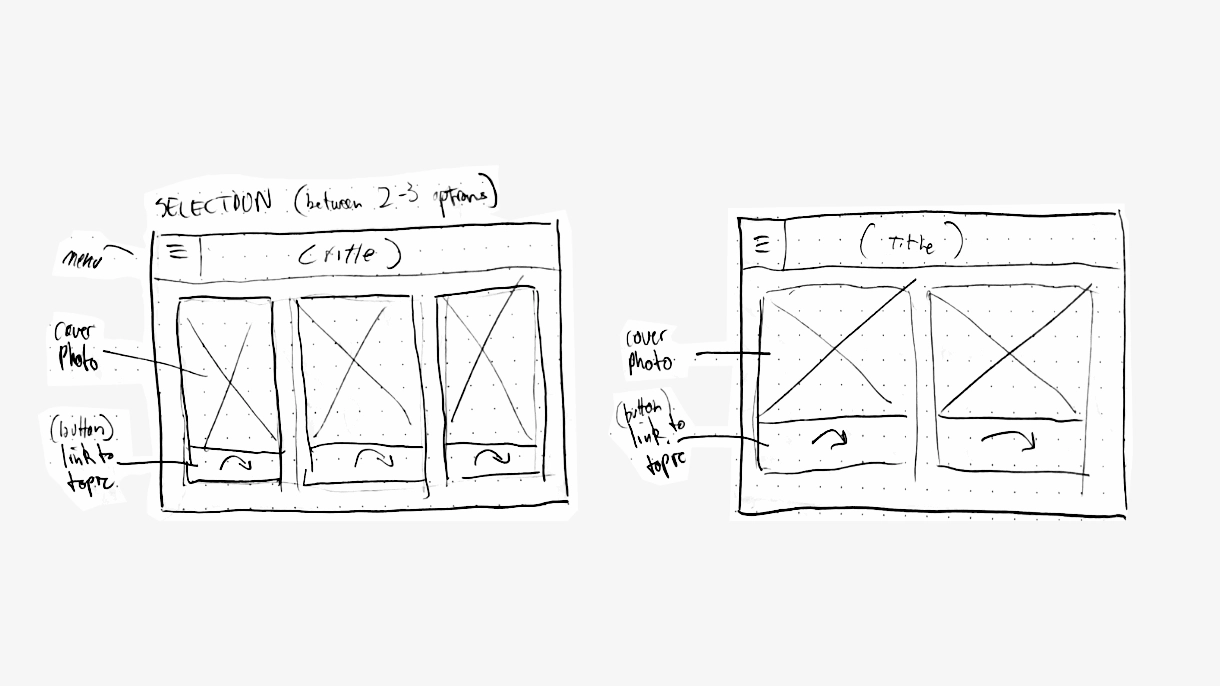 SELECTION (between 2-3 options)
menu
(Title)
cover
photo
(button)
link to
topic.
(Title)
cover
photo
(button)
link to
topic